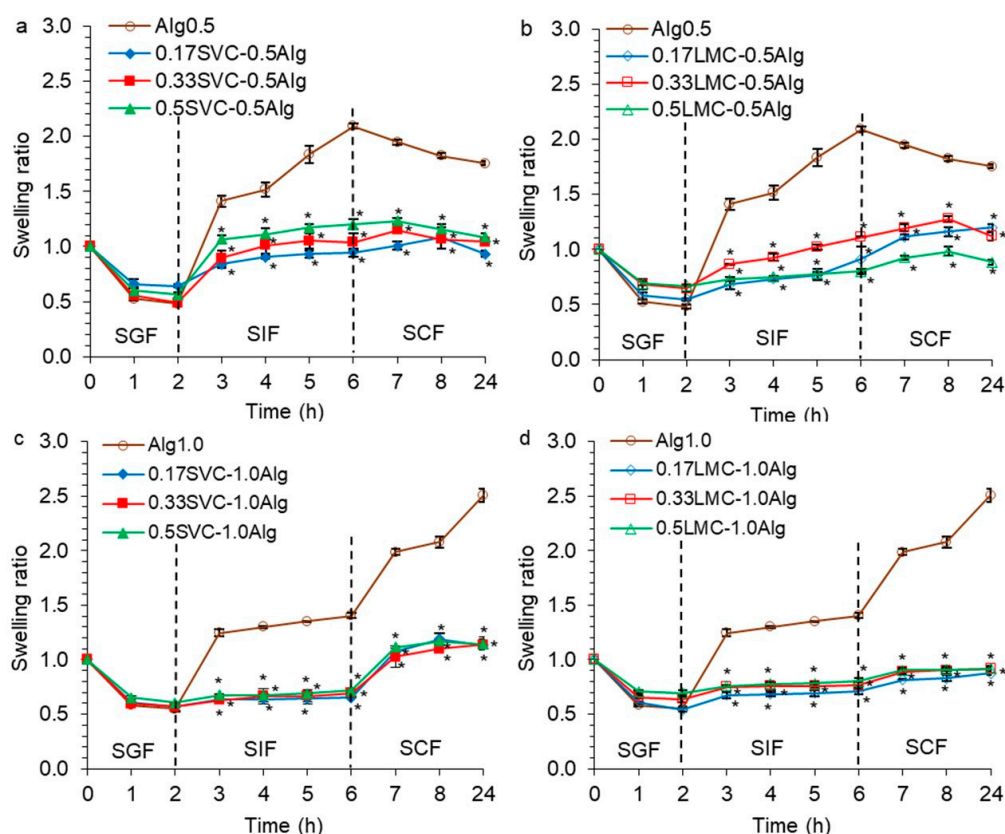 a
Alg0.5
0.17SVC-0.5Alg
0.33SVC-0.5Alg
0.5SVC-0.5Alg
Swelling ratio
3.0
2.5
2.0
1.5
1.0
0.5
0.0
SGF SIF SCF
0 1 2 3 4 5 6 7 8 24
Time (h)
b
Alg0.5
0.17LMC-0.5Alg
0.33LMC-0.5Alg
0.5LMC-0.5Alg
Swelling ratio
3.0
2.5
2.0
1.5
1.0
0.5
0.0
SGF SIF SCF
0 1 2 3 4 5 6 7 8 24
Time (h)
c
Alg1.0
0.17SVC-1.0Alg
0.33SVC-1.0Alg
0.5SVC-1.0Alg
Swelling ratio
3.0
2.5
2.0
1.5
1.0
0.5
0.0
SGF SIF SCF
0 1 2 3 4 5 6 7 8 24
Time (h)
d
Alg1.0
0.17LMC-1.0Alg
0.33LMC-1.0Alg
0.5LMC-1.0Alg
Swelling ratio
3.0
2.5
2.0
1.5
1.0
0.5
0.0
SGF SIF SCF
0 1 2 3 4 5 6 7 8 24
Time (h)